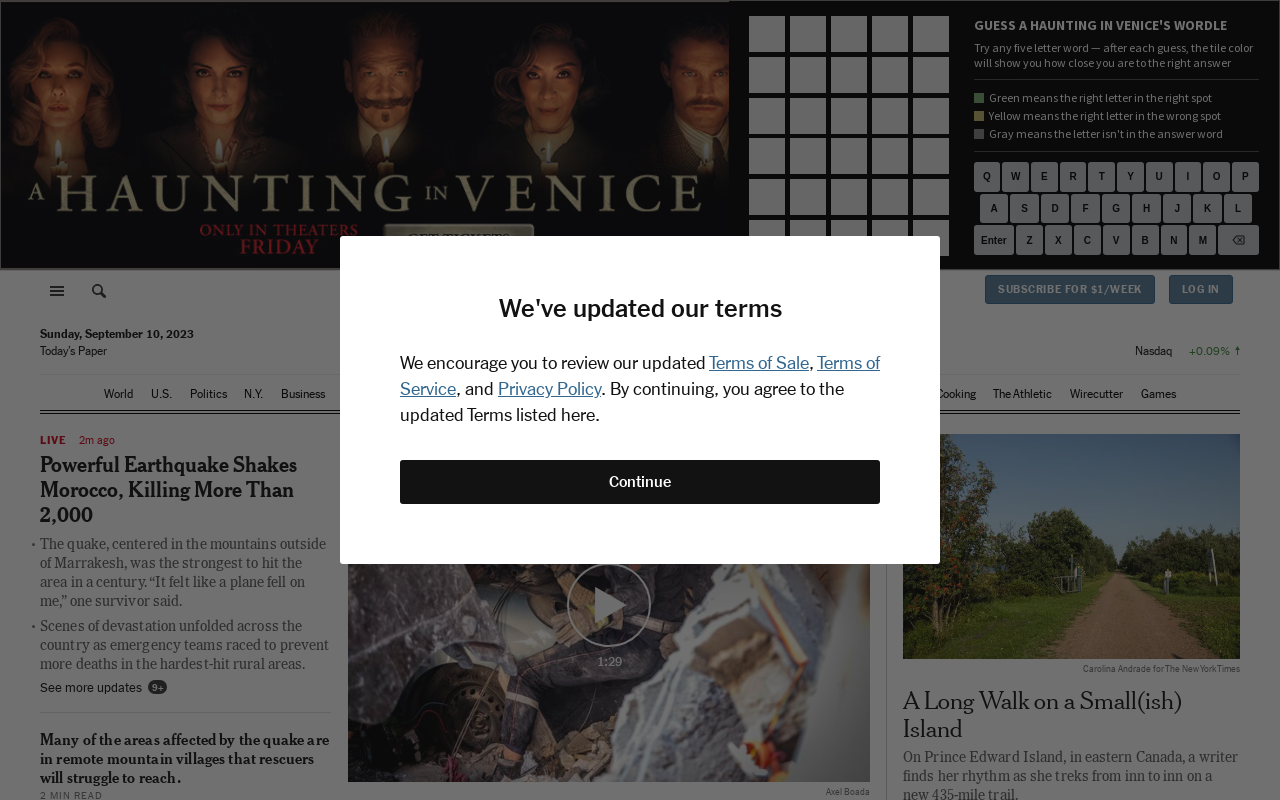 A HAUNTING IN VENICE
ONLY IN THEATERS
FRIDAY
GUESS A HAUNTING IN VENICE'S WORDLE
Try any five letter word — after each guess, the tile color
will show you how close you are to the right answer
Green means the right letter in the right spot
Yellow means the right letter in the wrong spot
Gray means the letter isn't in the answer word
Q W E R T Y U I O P
A S D F G H J K L
Enter Z X C V B N M
SUBSCRIBE FOR $1/WEEK
LOG IN
Sunday, September 10, 2023
Today's Paper
Nasdaq +0.09% ↑
World U.S. Politics N.Y. Business
Cooking The Athletic Wirecutter Games
We've updated our terms
We encourage you to review our updated Terms of Sale, Terms of
Service, and Privacy Policy. By continuing, you agree to the
updated Terms listed here.
Continue
LIVE 2m ago
Powerful Earthquake Shakes
Morocco, Killing More Than
2,000
• The quake, centered in the mountains outside
of Marrakesh, was the strongest to hit the
area in a century. “It felt like a plane fell on
me,” one survivor said.
• Scenes of devastation unfolded across the
country as emergency teams raced to prevent
more deaths in the hardest-hit rural areas.
See more updates 9+
Many of the areas affected by the quake are
in remote mountain villages that rescuers
will struggle to reach.
2 MIN READ
1:29
Axel Boada
Carolina Andrade for The New York Times
A Long Walk on a Small(ish)
Island
On Prince Edward Island, in eastern Canada, a writer
finds her rhythm as she treks from inn to inn on a
new 435-mile trail.